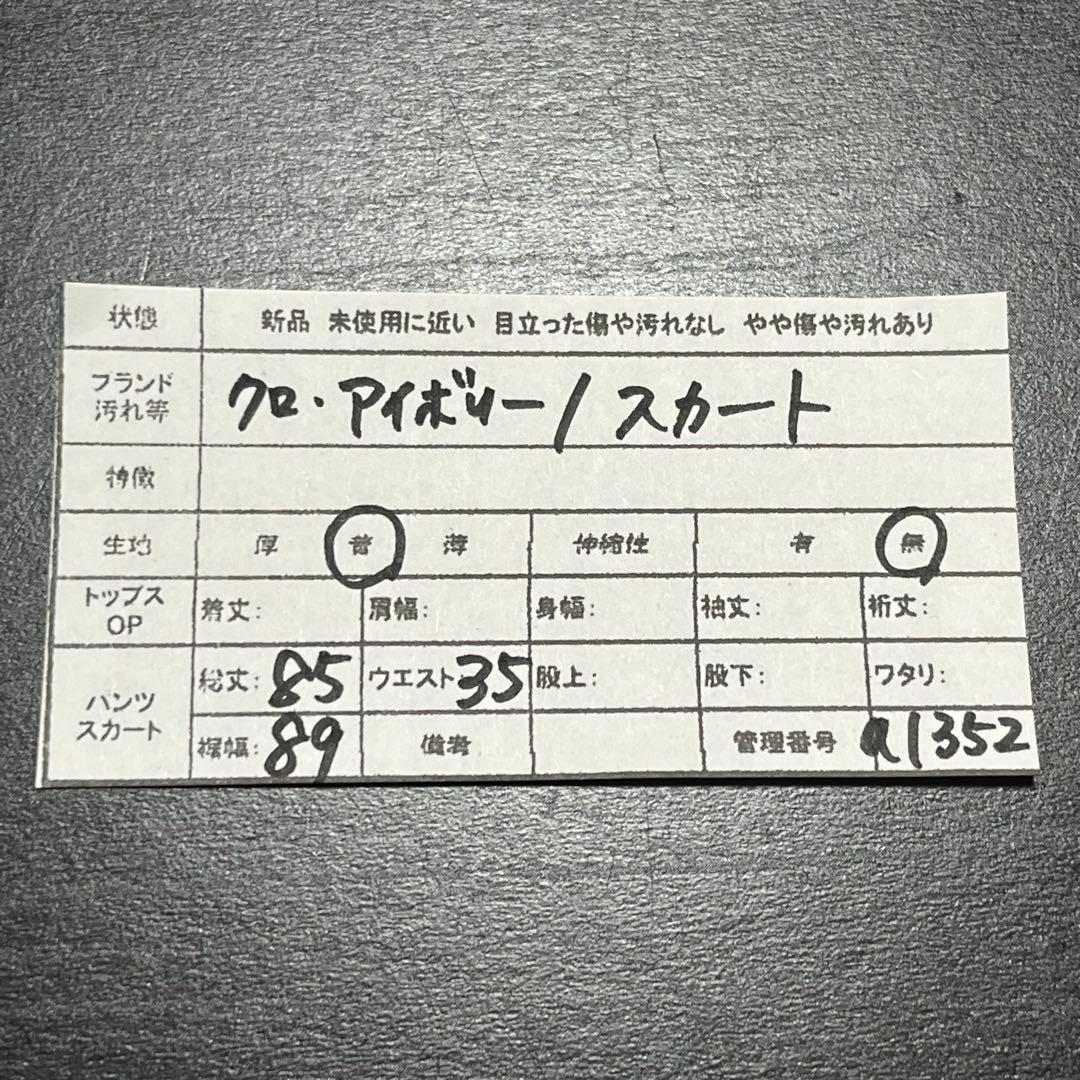 状態 新品 未使用に近い 目立った傷や汚れなし やや傷や汚れあり
ブランド 汚れ等 クロ・アイボリー/スカート
特徴
生地 厚 普 薄 伸縮性 有 無
トップス OP 着丈: 肩幅: 身幅: 袖丈: 裄丈:
パンツ スカート 総丈: 85 ウエスト 35 股上: 股下: ワタリ:
裾幅: 89 備考 管理番号 a1352